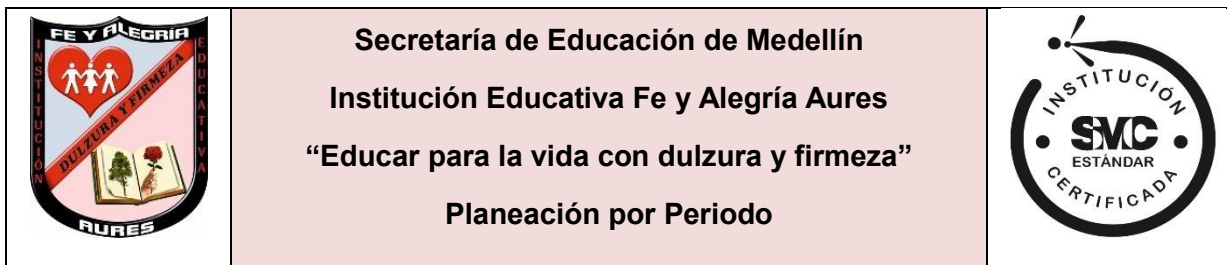 FE Y ALEGRÍA
INSTITUCIÓN
EDUCATIVA
DULZURA Y FIRMEZA
AURES
Secretaría de Educación de Medellín
Institución Educativa Fe y Alegría Aures
“Educar para la vida con dulzura y firmeza”
Planeación por Periodo
INSTITUCIÓN
SMC
ESTÁNDAR
CERTIFICADA